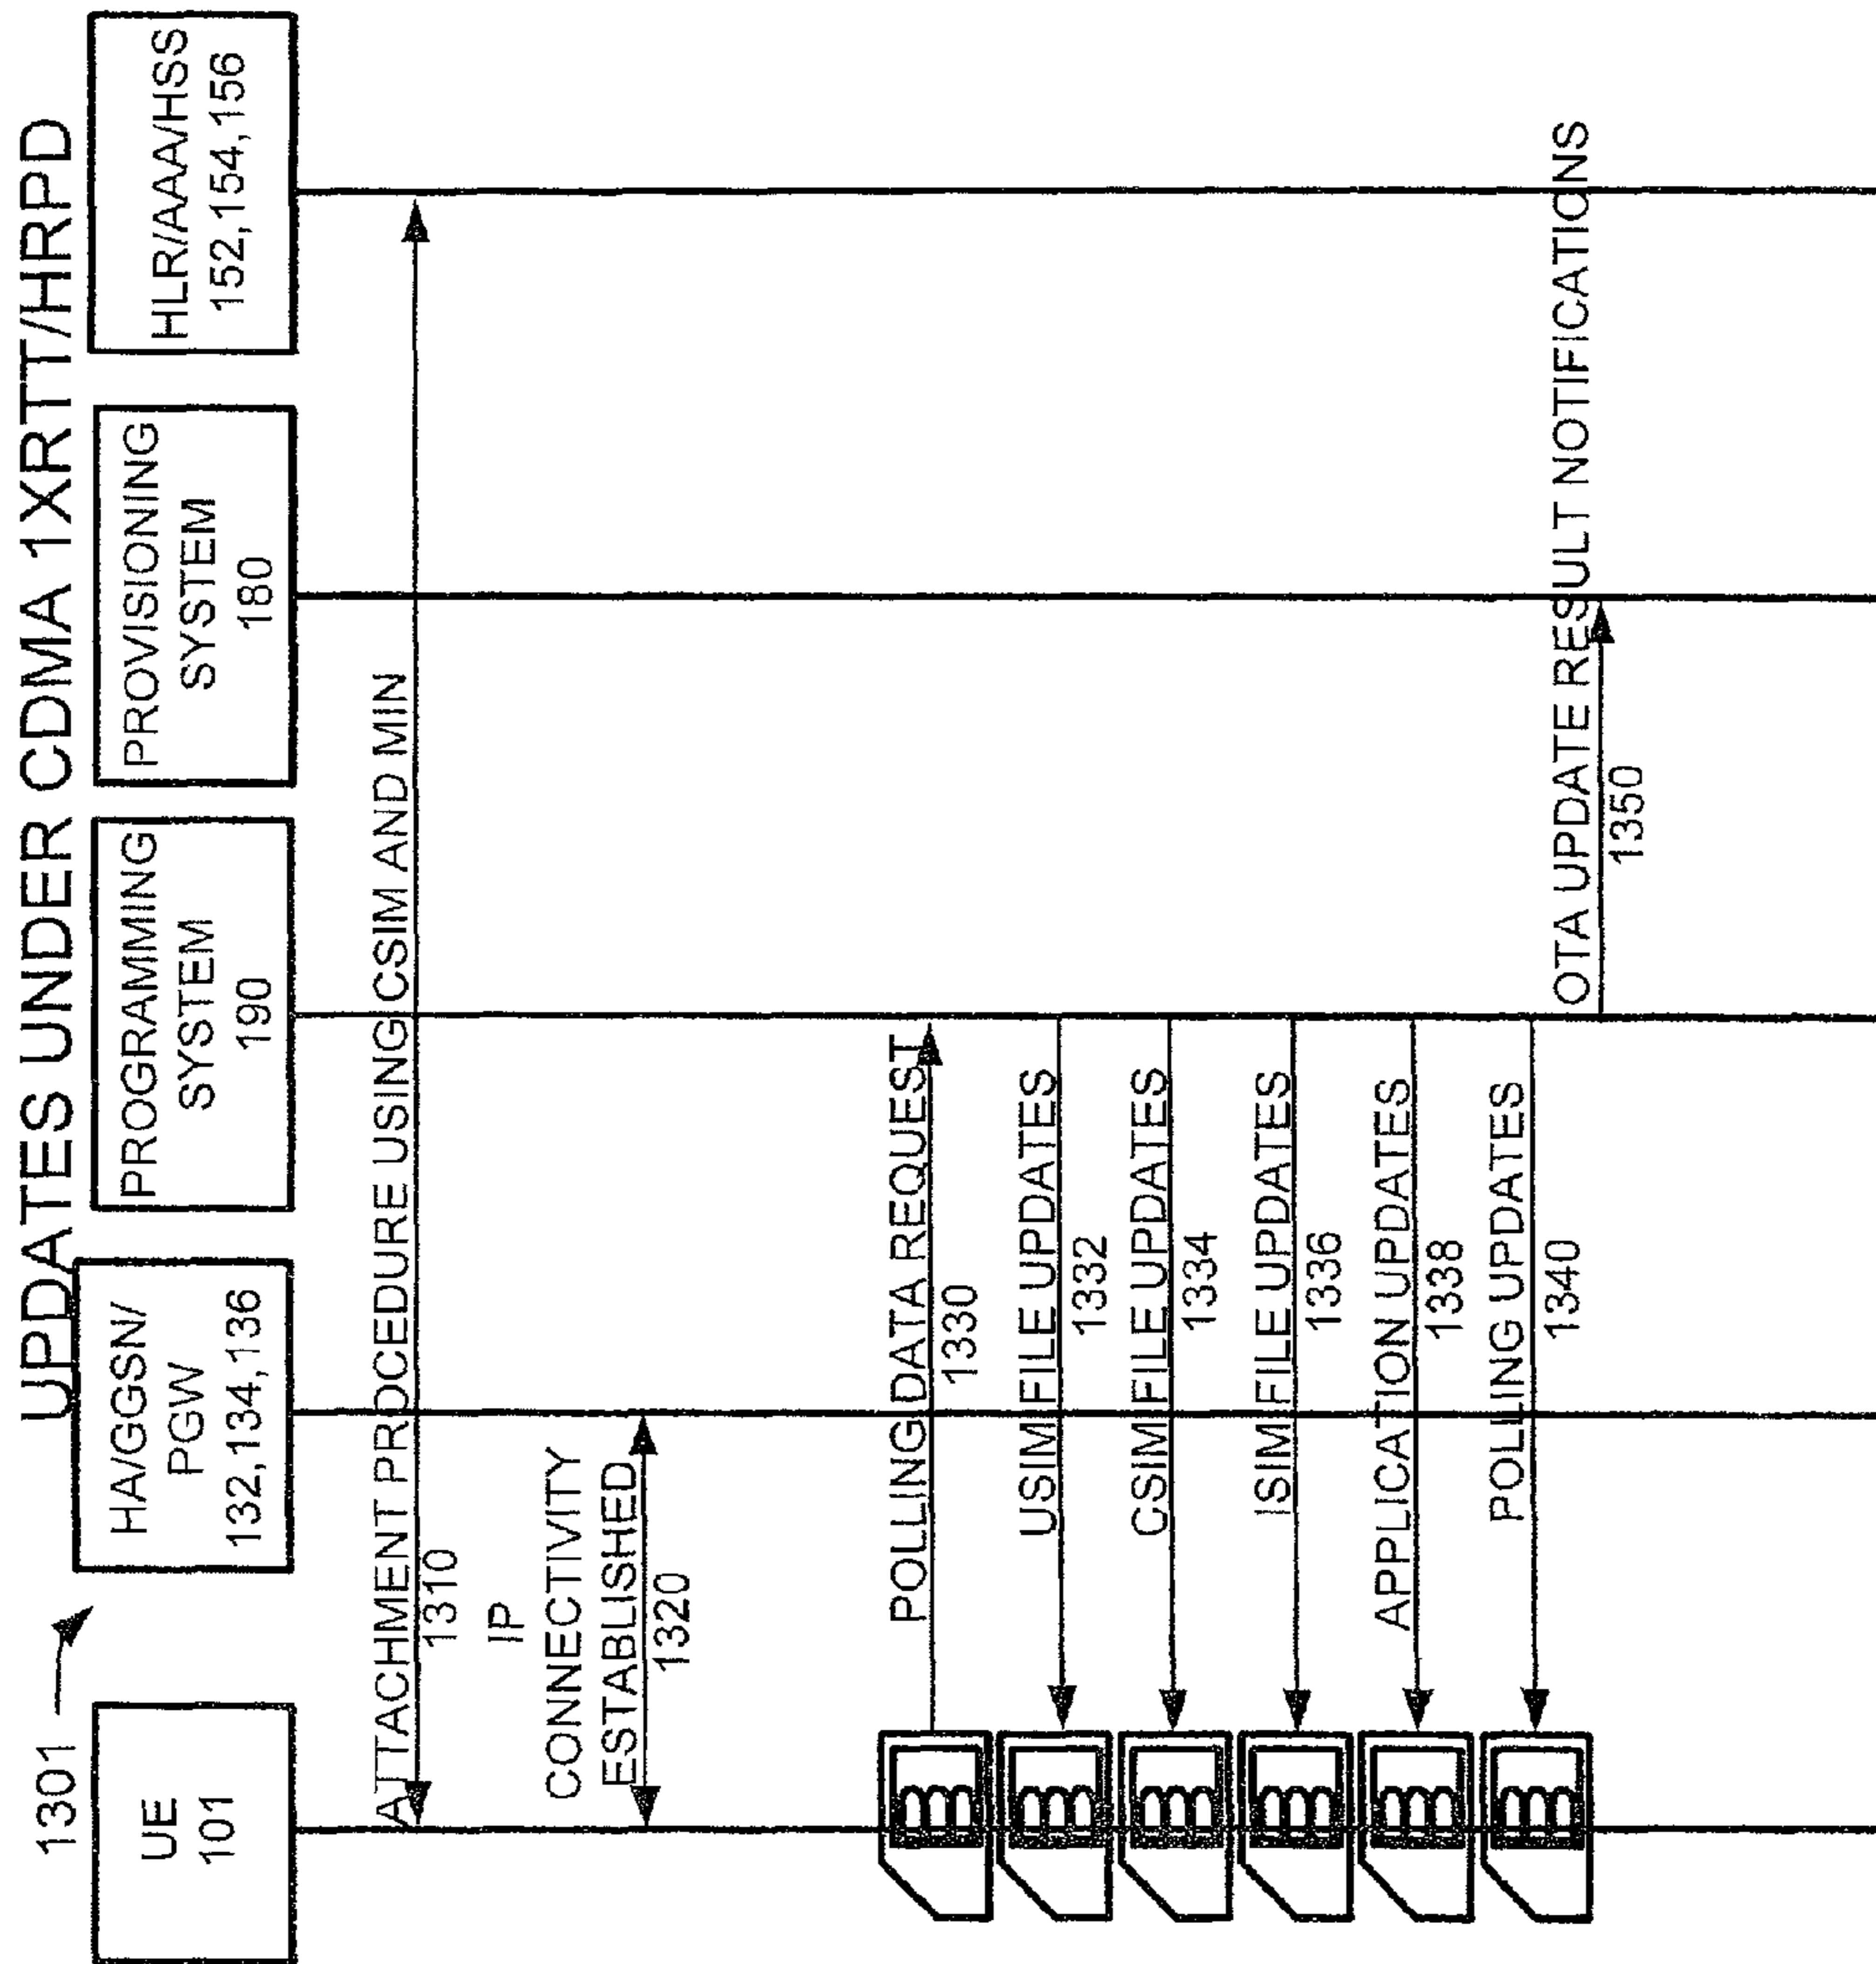 UPDATES UNDER CDMA 1XRTT/HRPD
1301
UE
101
HA/GGSN/
PGW
132,134,136
PROGRAMMING
SYSTEM
190
PROVISIONING
SYSTEM
180
HLR/AAA/HSS
152,154,156
ATTACHMENT PROCEDURE USING CSIM AND MIN
1310
IP
CONNECTIVITY
ESTABLISHED
1320
POLLING DATA REQUEST
1330
USIM FILE UPDATES
1332
CSIM FILE UPDATES
1334
ISIM FILE UPDATES
1336
APPLICATION UPDATES
1338
POLLING UPDATES
1340
OTA UPDATE RESULT NOTIFICATIONS
1350